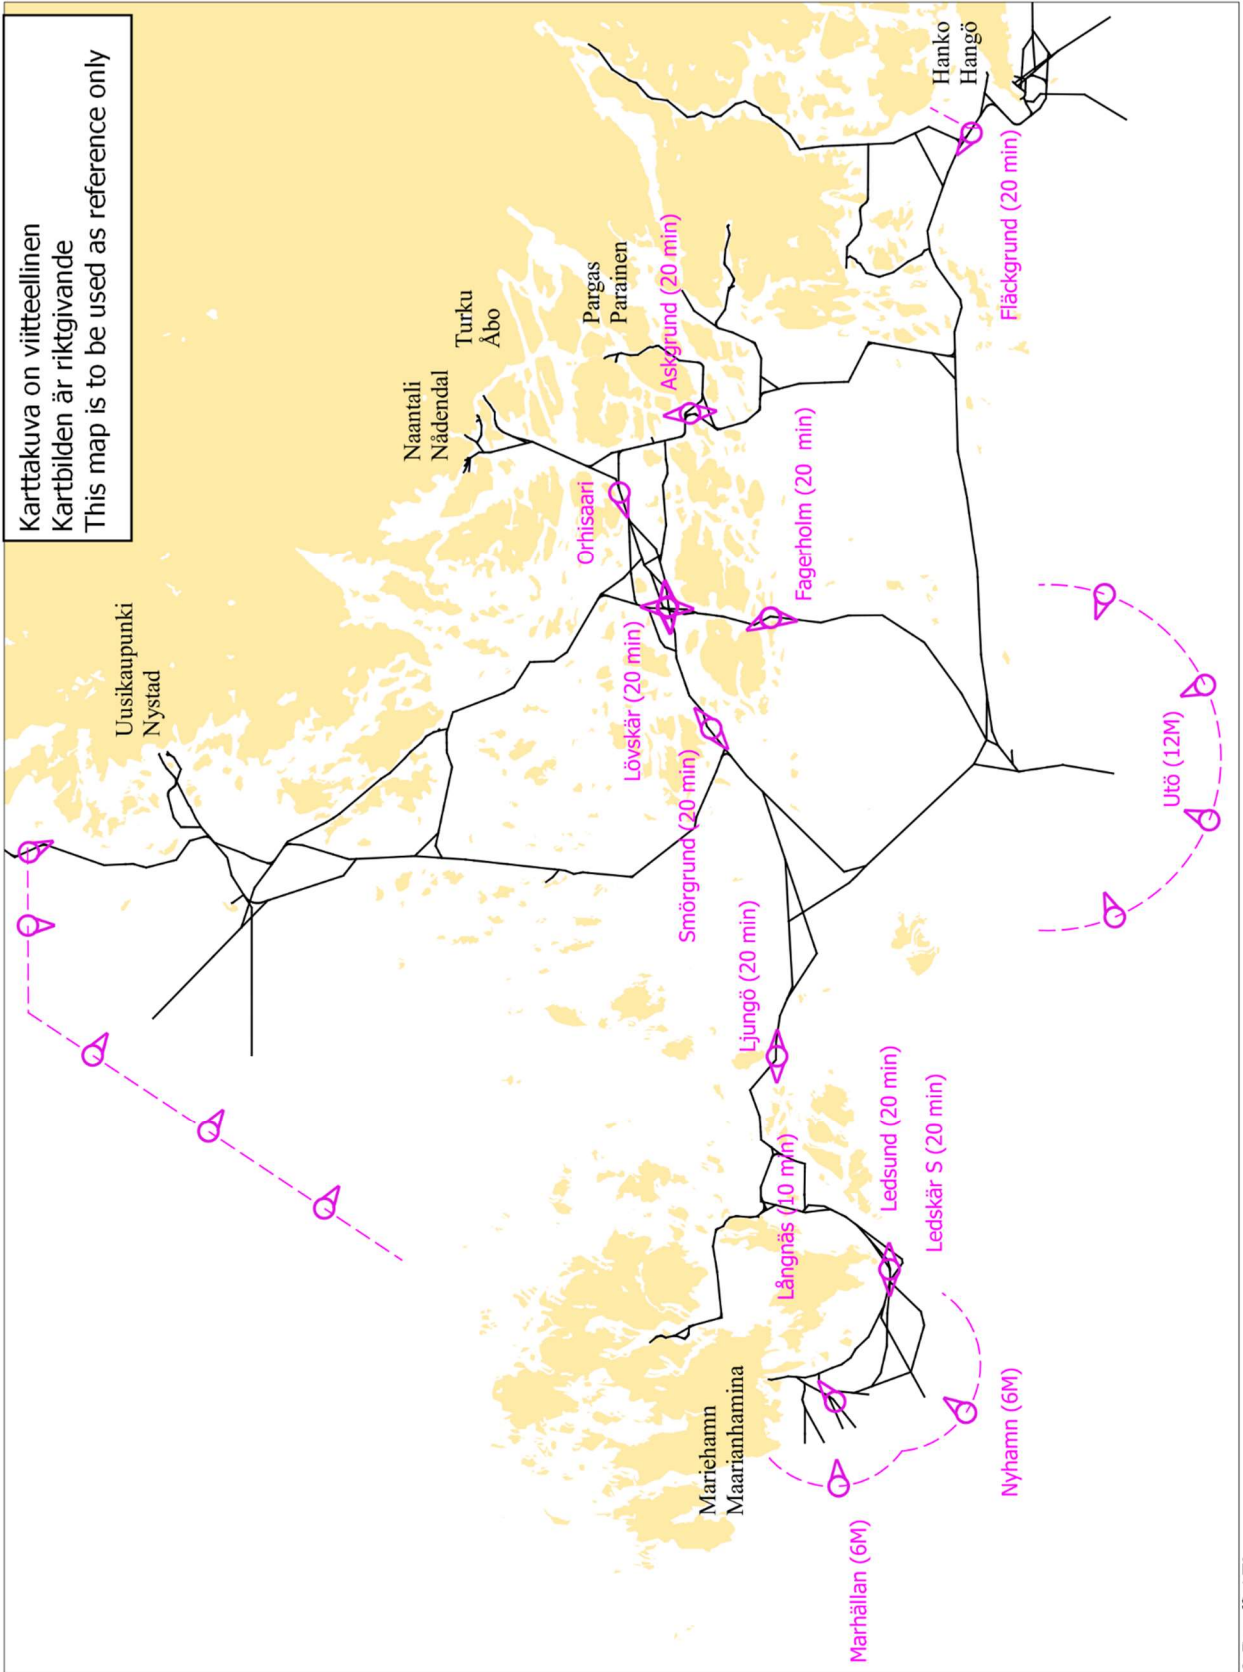 Karttakuva on viitteellinen
Kartbilden är riktgivande
This map is to be used as reference only
Uusikaupunki
Nystad
Naantali
Nådendal
Turku
Åbo
Pargas
Parainen
Hanko
Hangö
Orhisaari
Askgrund (20 min)
Lövskär (20 min)
Smörgrund (20 min)
Fagerholm (20 min)
Fläckgrund (20 min)
Ljungö (20 min)
Långnäs (10 min)
Ledsund (20 min)
Ledskär S (20 min)
Utö (12M)
Mariehamn
Maarianhamina
Nyhamn (6M)
Marhällan (6M)